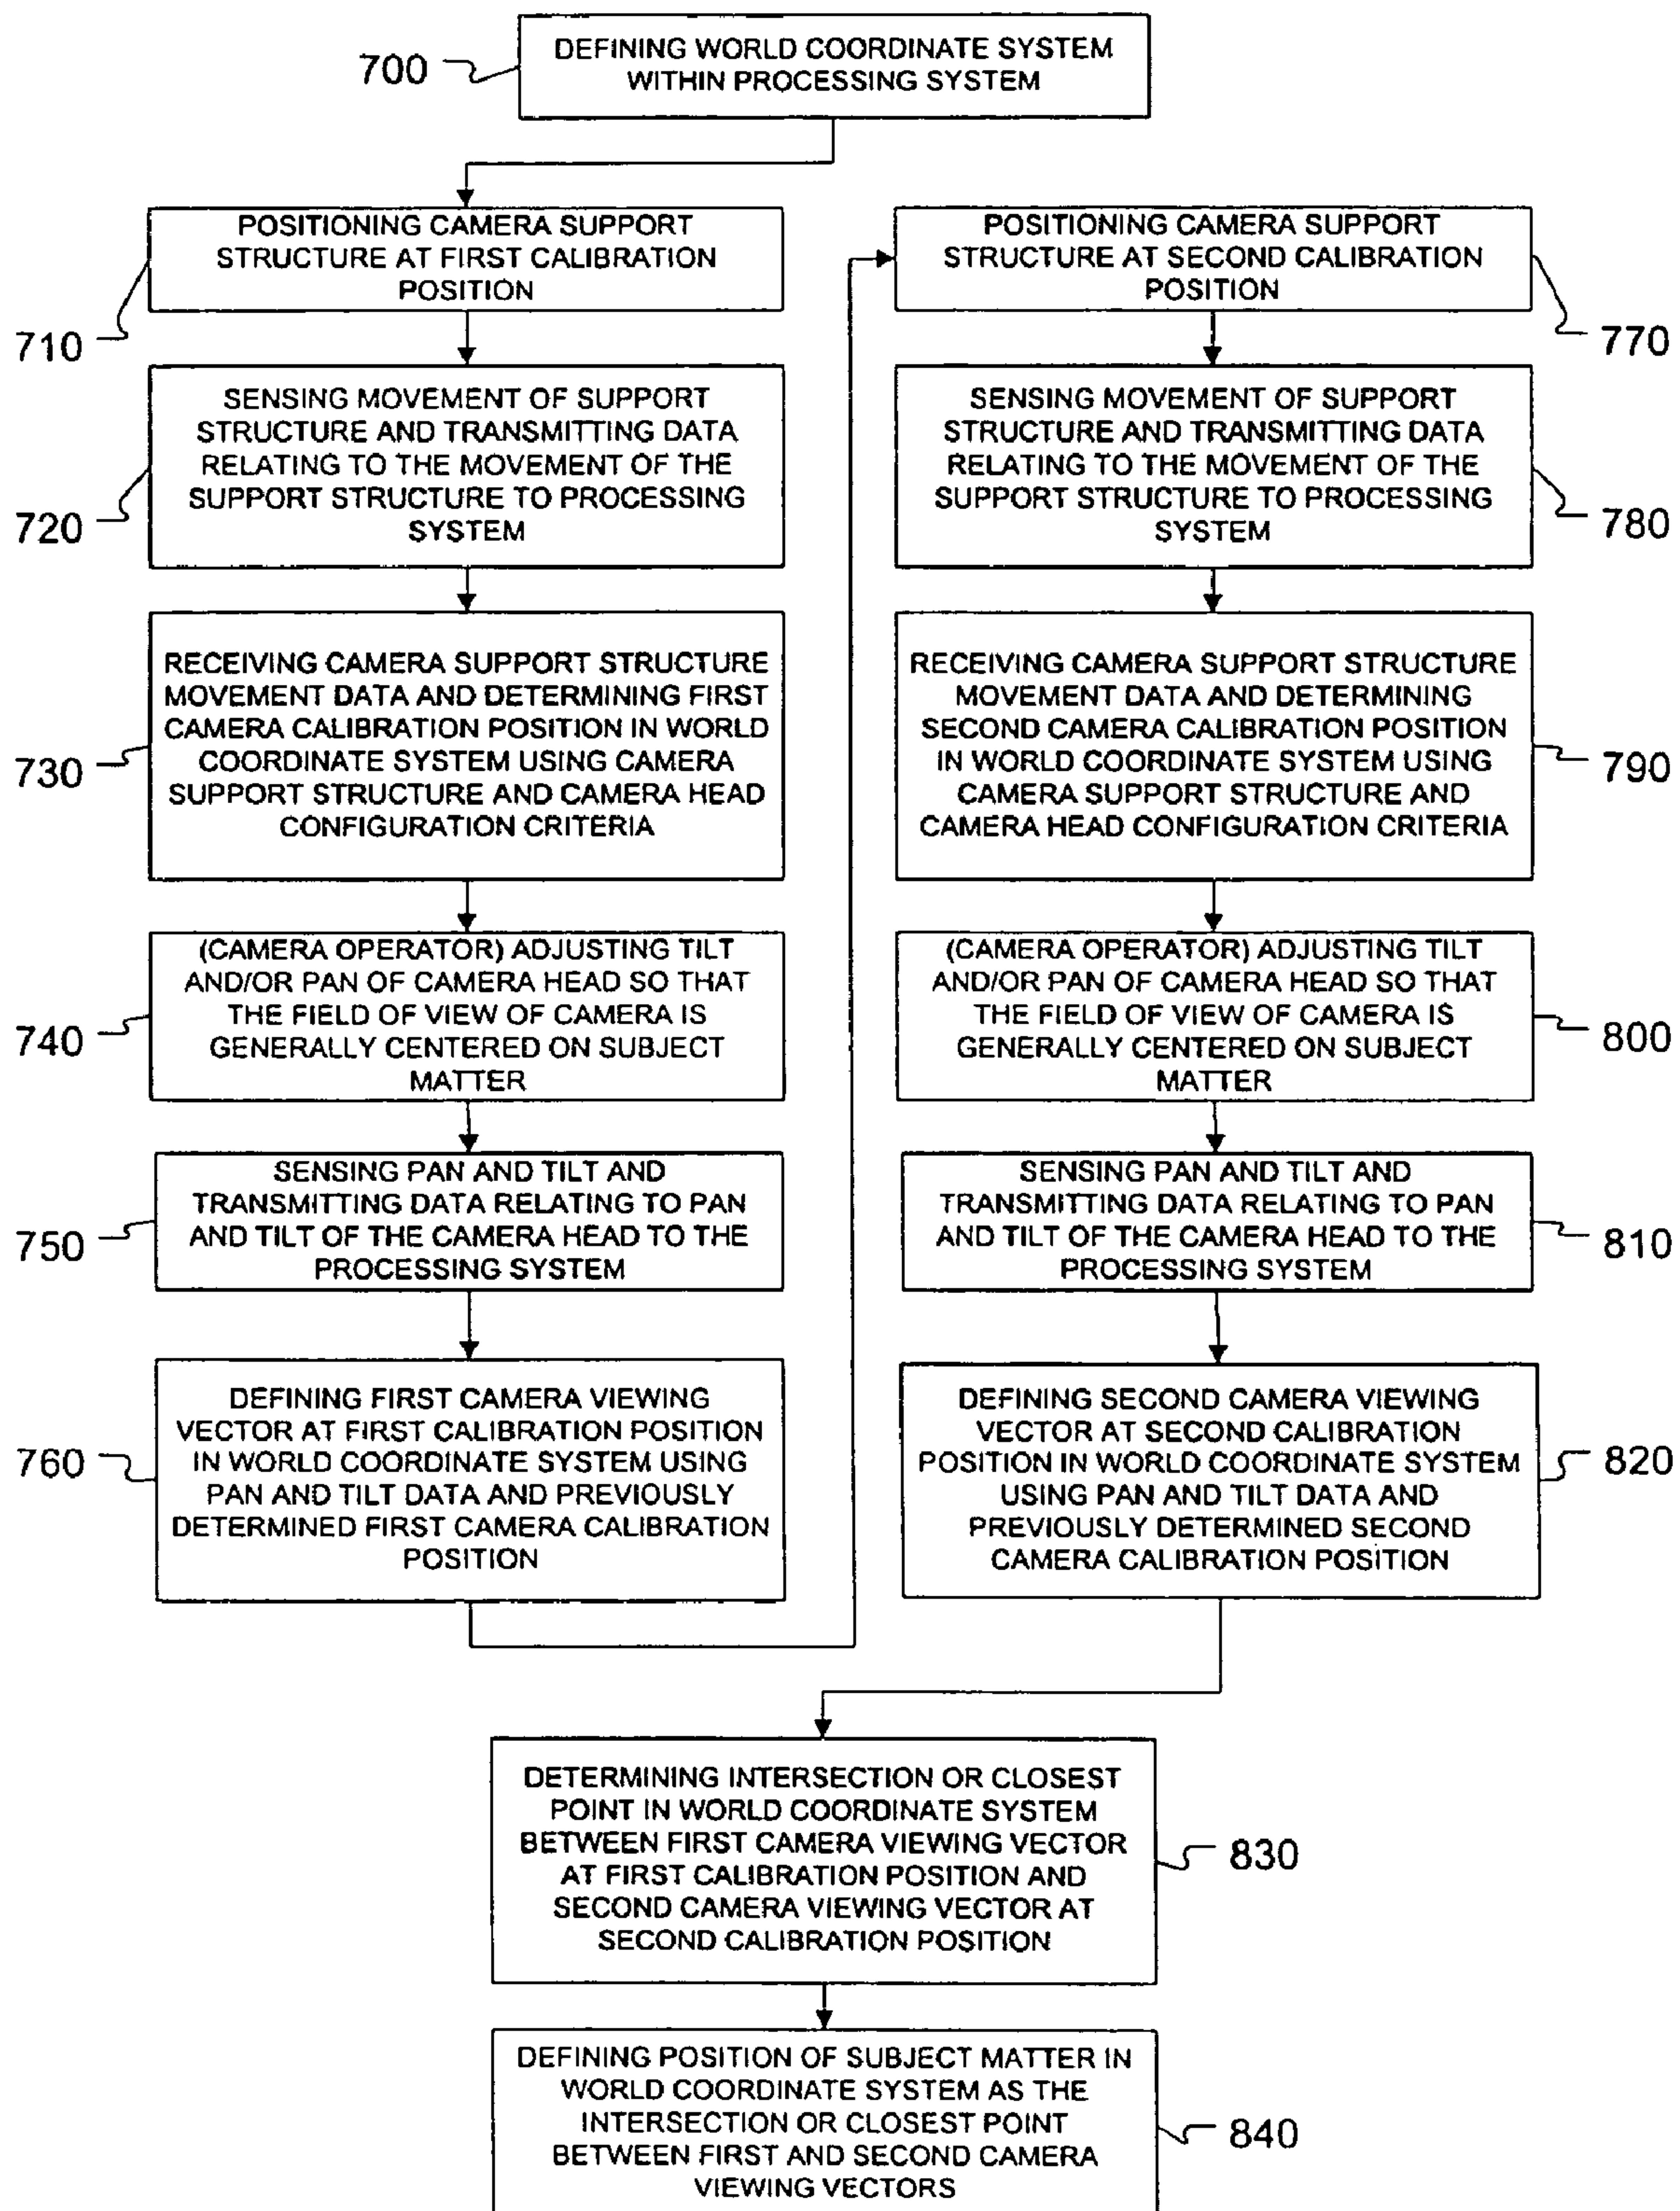 700
DEFINING WORLD COORDINATE SYSTEM
WITHIN PROCESSING SYSTEM
POSITIONING CAMERA SUPPORT
STRUCTURE AT FIRST CALIBRATION
POSITION
710
SENSING MOVEMENT OF SUPPORT
STRUCTURE AND TRANSMITTING DATA
RELATING TO THE MOVEMENT OF THE
SUPPORT STRUCTURE TO PROCESSING
SYSTEM
720
RECEIVING CAMERA SUPPORT STRUCTURE
MOVEMENT DATA AND DETERMINING FIRST
CAMERA CALIBRATION POSITION IN WORLD
COORDINATE SYSTEM USING CAMERA
SUPPORT STRUCTURE AND CAMERA HEAD
CONFIGURATION CRITERIA
730
(CAMERA OPERATOR) ADJUSTING TILT
AND/OR PAN OF CAMERA HEAD SO THAT
THE FIELD OF VIEW OF CAMERA IS
GENERALLY CENTERED ON SUBJECT
MATTER
740
SENSING PAN AND TILT AND
TRANSMITTING DATA RELATING TO PAN
AND TILT OF THE CAMERA HEAD TO THE
PROCESSING SYSTEM
750
DEFINING FIRST CAMERA VIEWING
VECTOR AT FIRST CALIBRATION POSITION
IN WORLD COORDINATE SYSTEM USING
PAN AND TILT DATA AND PREVIOUSLY
DETERMINED FIRST CAMERA CALIBRATION
POSITION
760
POSITIONING CAMERA SUPPORT
STRUCTURE AT SECOND CALIBRATION
POSITION
770
SENSING MOVEMENT OF SUPPORT
STRUCTURE AND TRANSMITTING DATA
RELATING TO THE MOVEMENT OF THE
SUPPORT STRUCTURE TO PROCESSING
SYSTEM
780
RECEIVING CAMERA SUPPORT STRUCTURE
MOVEMENT DATA AND DETERMINING
SECOND CAMERA CALIBRATION POSITION
IN WORLD COORDINATE SYSTEM USING
CAMERA SUPPORT STRUCTURE AND
CAMERA HEAD CONFIGURATION CRITERIA
790
(CAMERA OPERATOR) ADJUSTING TILT
AND/OR PAN OF CAMERA HEAD SO THAT
THE FIELD OF VIEW OF CAMERA IS
GENERALLY CENTERED ON SUBJECT
MATTER
800
SENSING PAN AND TILT AND
TRANSMITTING DATA RELATING TO PAN
AND TILT OF THE CAMERA HEAD TO THE
PROCESSING SYSTEM
810
DEFINING SECOND CAMERA VIEWING
VECTOR AT SECOND CALIBRATION
POSITION IN WORLD COORDINATE SYSTEM
USING PAN AND TILT DATA AND
PREVIOUSLY DETERMINED SECOND
CAMERA CALIBRATION POSITION
820
DETERMINING INTERSECTION OR CLOSEST
POINT IN WORLD COORDINATE SYSTEM
BETWEEN FIRST CAMERA VIEWING VECTOR
AT FIRST CALIBRATION POSITION AND
SECOND CAMERA VIEWING VECTOR AT
SECOND CALIBRATION POSITION
830
DEFINING POSITION OF SUBJECT MATTER IN
WORLD COORDINATE SYSTEM AS THE
INTERSECTION OR CLOSEST POINT
BETWEEN FIRST AND SECOND CAMERA
VIEWING VECTORS
840